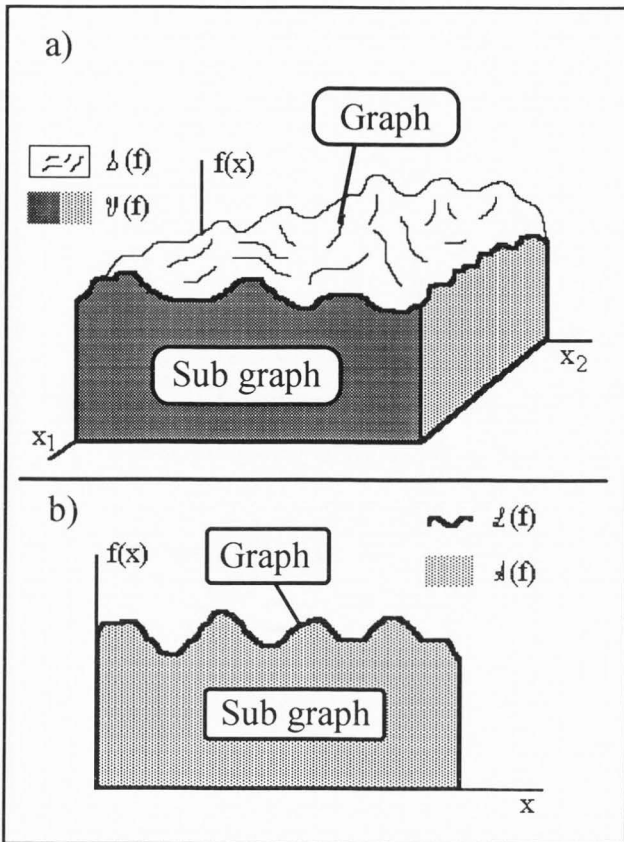 a)
Graph
(f)
f(x)
(f)
Sub graph
x₂
x₁
b)
f(x)
Graph
(f)
(f)
Sub graph
x